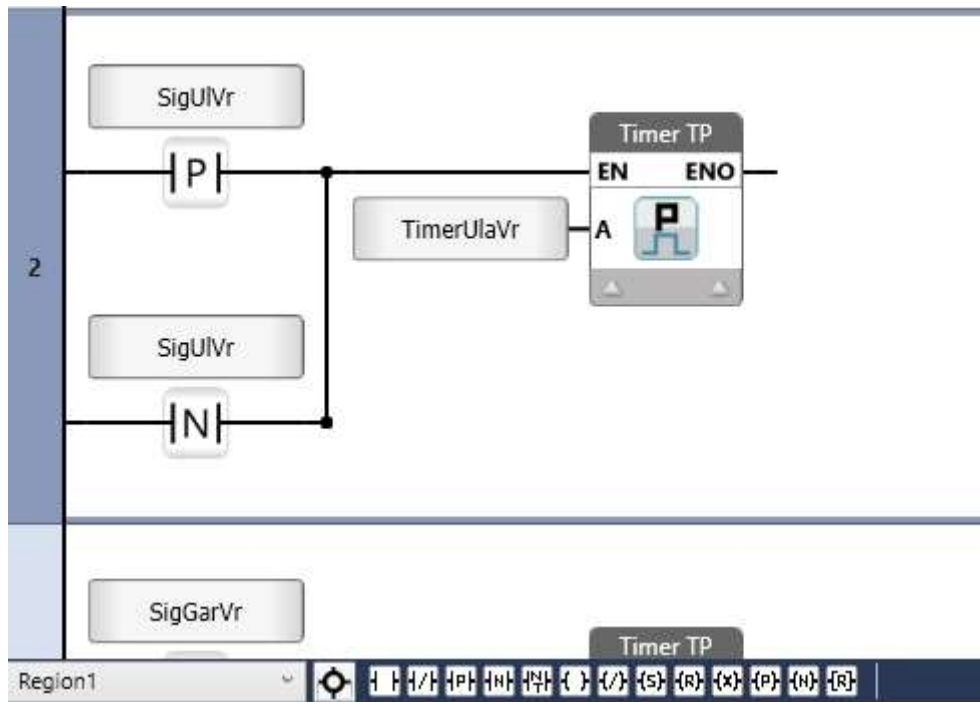 SigUlVr
P
Timer TP
EN ENO
TimerUlaVr
A
P
2
SigUlVr
N
SigGarVr
Timer TP
Region1
/ P N N / S R X P N R